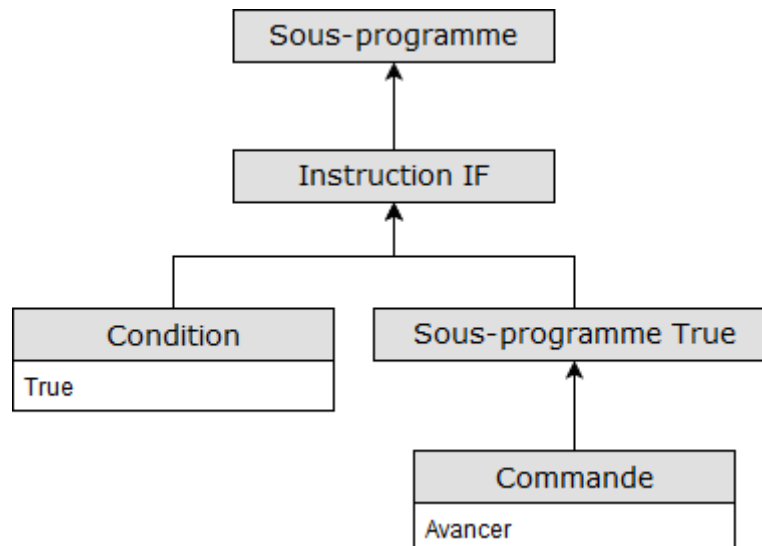 Sous-programme
Instruction IF
Condition
True
Sous-programme True
Commande
Avancer